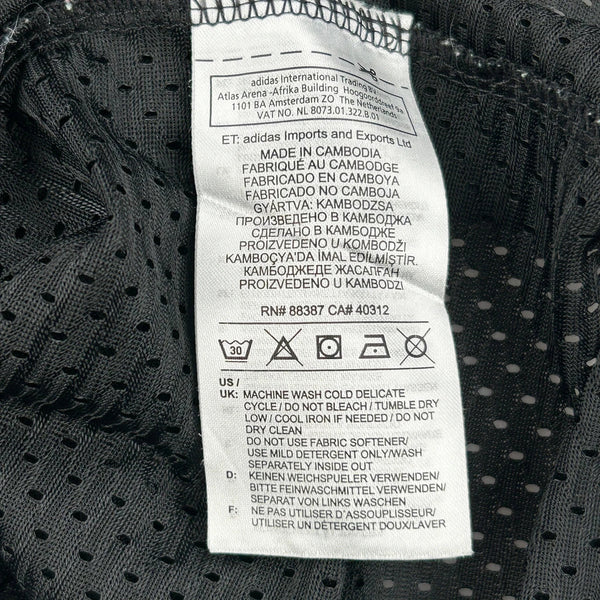 adidas International Trading BV
Atlas Arena -Afrika Building Hoogoorddreef 9a
1101 BA Amsterdam ZO The Netherlands
VAT NO. NL 8073.01.322.B.01
ET: adidas Imports and Exports Ltd
MADE IN CAMBODIA
FABRIQUÉ AU CAMBODGE
FABRICADO EN CAMBOYA
FABRICADO NO CAMBOJA
GYÁRTVA: KAMBODZSA
ПРОИЗВЕДЕНО В КАМБОДЖА
СДЕЛАНО В КАМБОДЖЕ
PROIZVEDENO U KOMBODŽI
KAMBOÇYA'DA İMAL EDİLMİŞTİR.
КАМБОДЖЕДЕ ЖАСАЛҒАН
PROIZVEDENO U KAMBODZI
RN# 88387 CA# 40312
30
US /
UK: MACHINE WASH COLD DELICATE
CYCLE / DO NOT BLEACH / TUMBLE DRY
LOW / COOL IRON IF NEEDED / DO NOT
DRY CLEAN
DO NOT USE FABRIC SOFTENER/
USE MILD DETERGENT ONLY/WASH
SEPARATELY INSIDE OUT
D: KEINEN WEICHSPUELER VERWENDEN/
BITTE FEINWASCHMITTEL VERWENDEN/
SEPARAT VON LINKS WASCHEN
F: NE PAS UTILISER D'ASSOUPLISSEUR/
UTILISER UN DÉTERGENT DOUX/LAVER